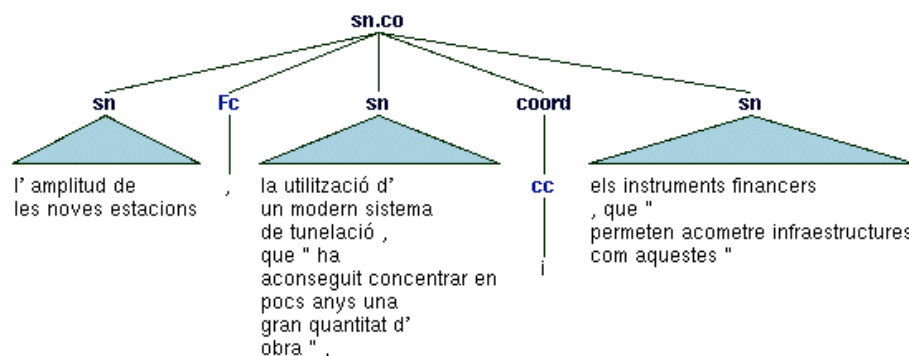 sn.co
sn
Fc
sn
coord
sn
l' amplitud de
les noves estacions
,
la utilització d'
un modern sistema
de tunelació ,
que " ha
aconseguit concentrar en
pocs anys una
gran quantitat d'
obra " ,
cc
i
els instruments financers
, que "
permeten acometre infraestructures
com aquestes "